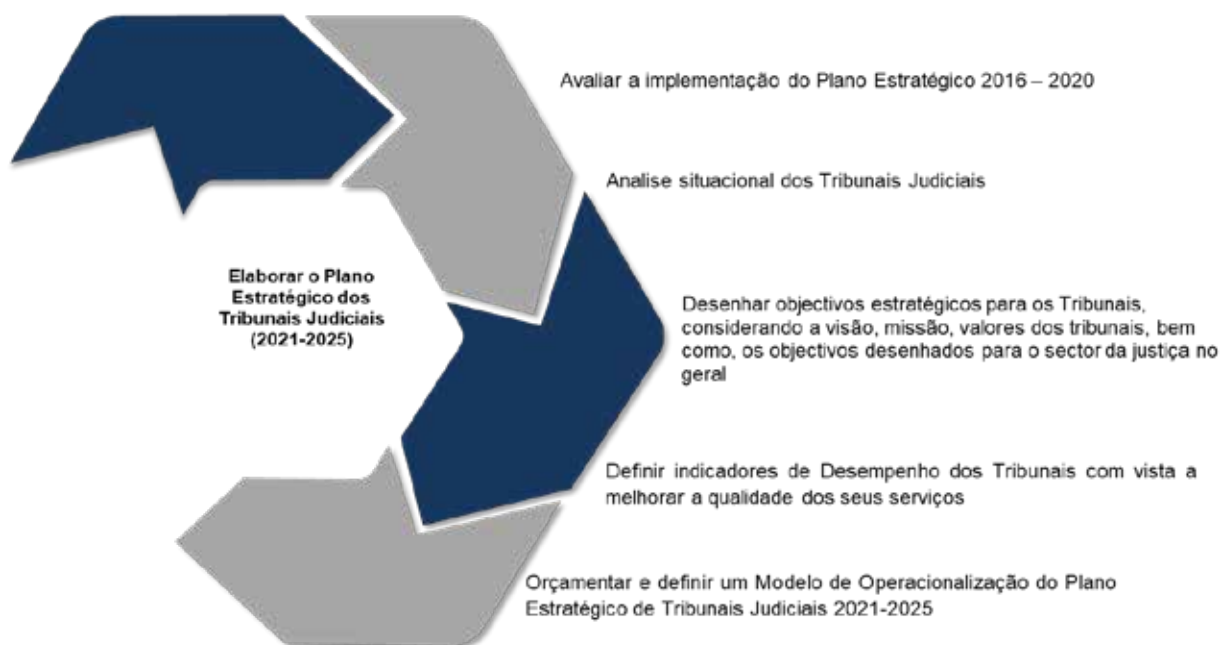 Avaliar a implementação do Plano Estratégico 2016 – 2020
Analise situacional dos Tribunais Judiciais
Elaborar o Plano
Estratégico dos
Tribunais Judiciais
(2021-2025)
Desenhar objectivos estratégicos para os Tribunais,
considerando a visão, missão, valores dos tribunais, bem
como, os objectivos desenhados para o sector da justiça no
geral
Definir indicadores de Desempenho dos Tribunais com vista a
melhorar a qualidade dos seus serviços
Orçamentar e definir um Modelo de Operacionalização do Plano
Estratégico de Tribunais Judiciais 2021-2025